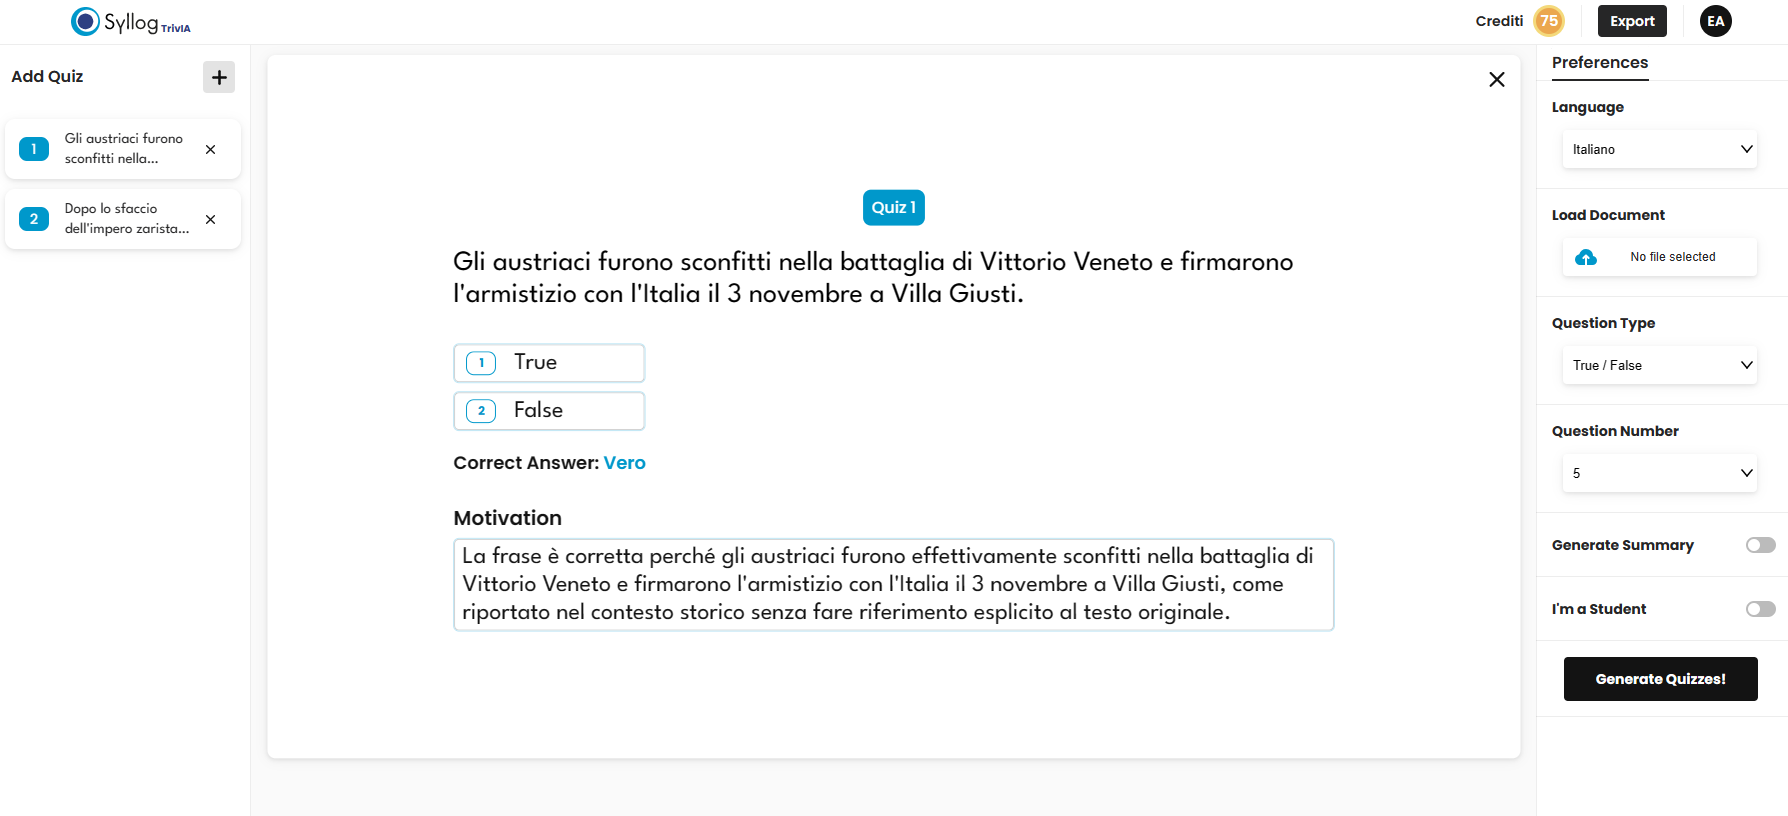 Syllog TrivIA
Crediti 75 Export EA
Add Quiz +
1 Gli austriaci furono
sconfitti nella...
2 Dopo lo sfaccio
dell'impero zarista...
Quiz 1
Gli austriaci furono sconfitti nella battaglia di Vittorio Veneto e firmarono
l'armistizio con l'Italia il 3 novembre a Villa Giusti.
1 True
2 False
Correct Answer: Vero
Motivation
La frase è corretta perché gli austriaci furono effettivamente sconfitti nella battaglia di
Vittorio Veneto e firmarono l'armistizio con l'Italia il 3 novembre a Villa Giusti, come
riportato nel contesto storico senza fare riferimento esplicito al testo originale.
Preferences
Language
Italiano
Load Document
No file selected
Question Type
True / False
Question Number
5
Generate Summary
I'm a Student
Generate Quizzes!